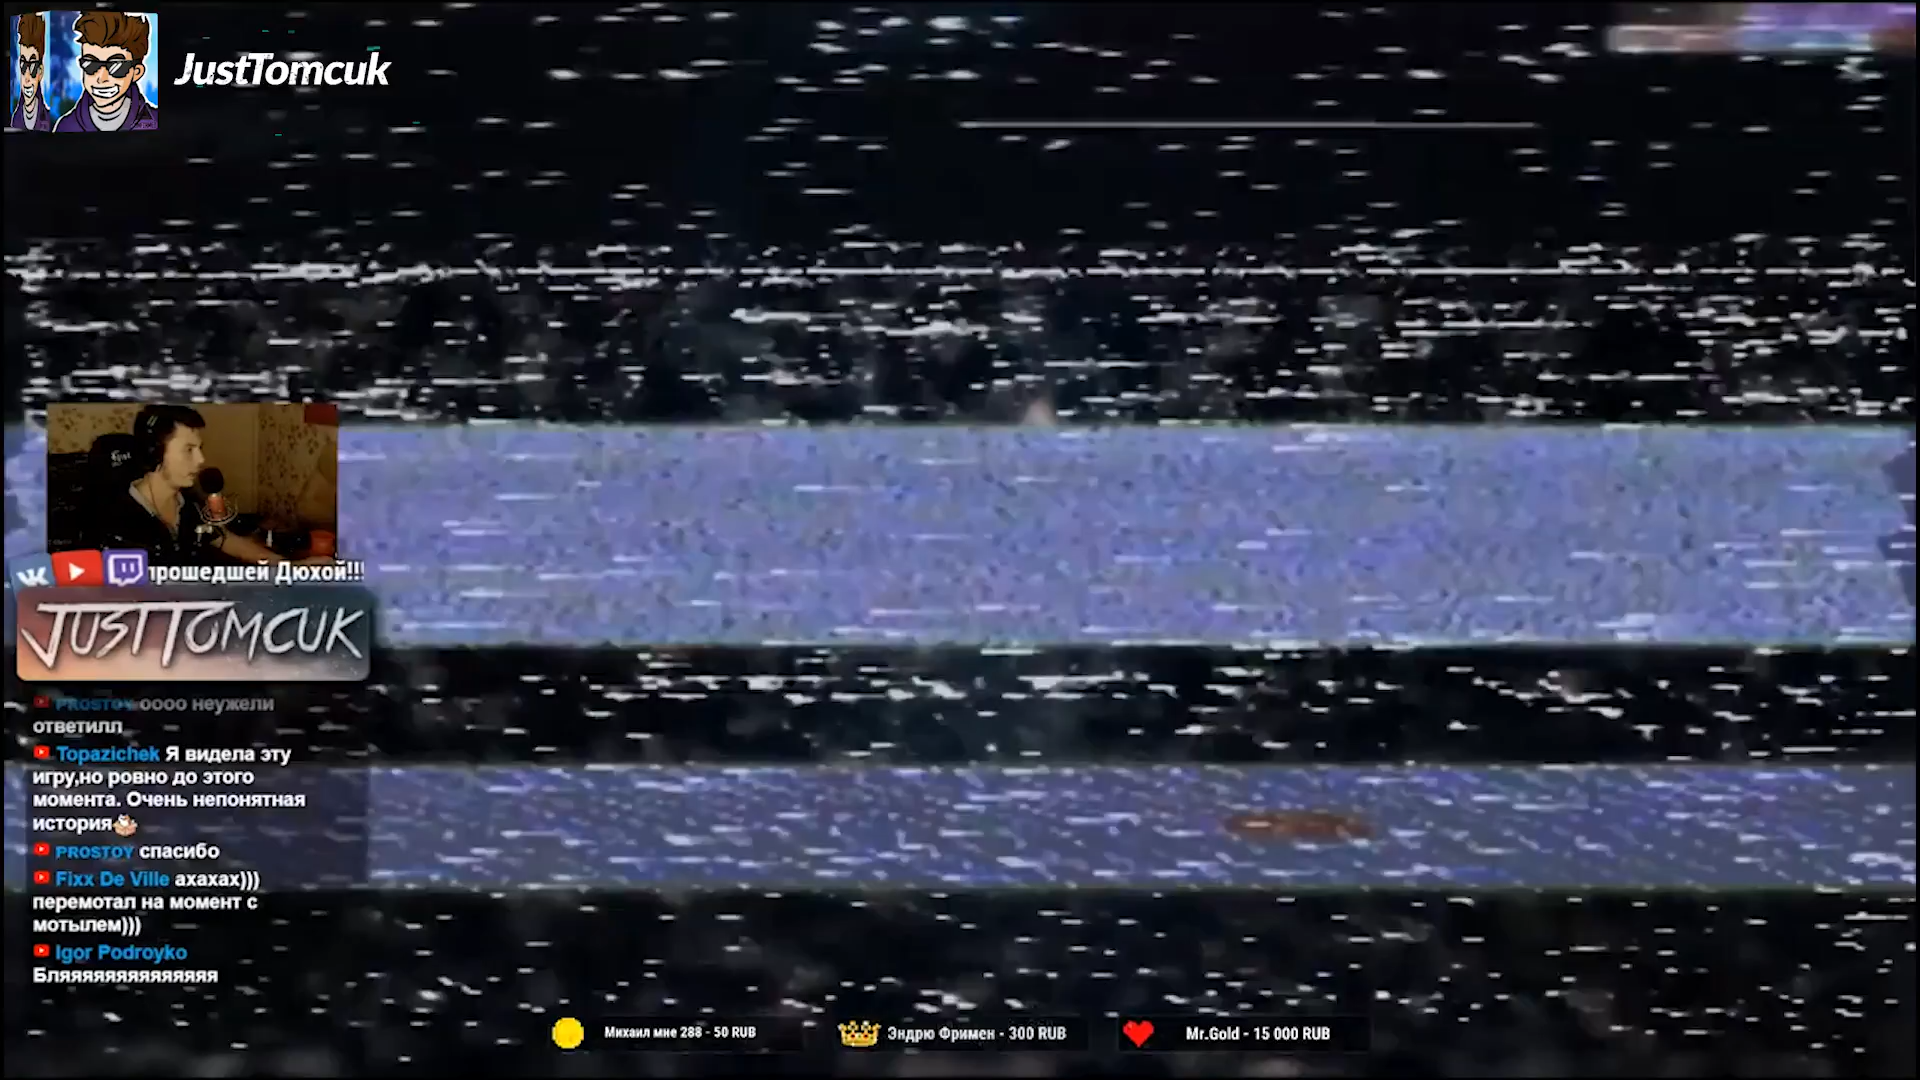 JustTomcuk
прошедшей Дюхой!!!
JUSTTOMCUK
PROSTOY оооо неужели
ответилл
Topazichek Я видела эту
игру,но ровно до этого
момента. Очень непонятная
история
PROSTOY спасибо
Fixx De Ville ахахах)))
перемотал на момент с
мотылем)))
Igor Podroyko
Бляяяяяяяяяяяяяя
Михаил мне 288 - 50 RUB
Эндрю Фримен - 300 RUB
Mr.Gold - 15 000 RUB